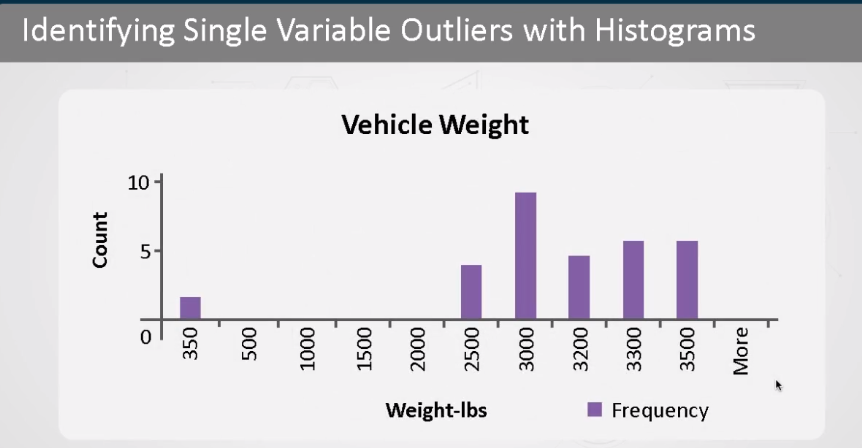 Identifying Single Variable Outliers with Histograms
Vehicle Weight
Count
10
5
0
350 500 1000 1500 2000 2500 3000 3200 3300 3500 More
Weight-lbs
Frequency